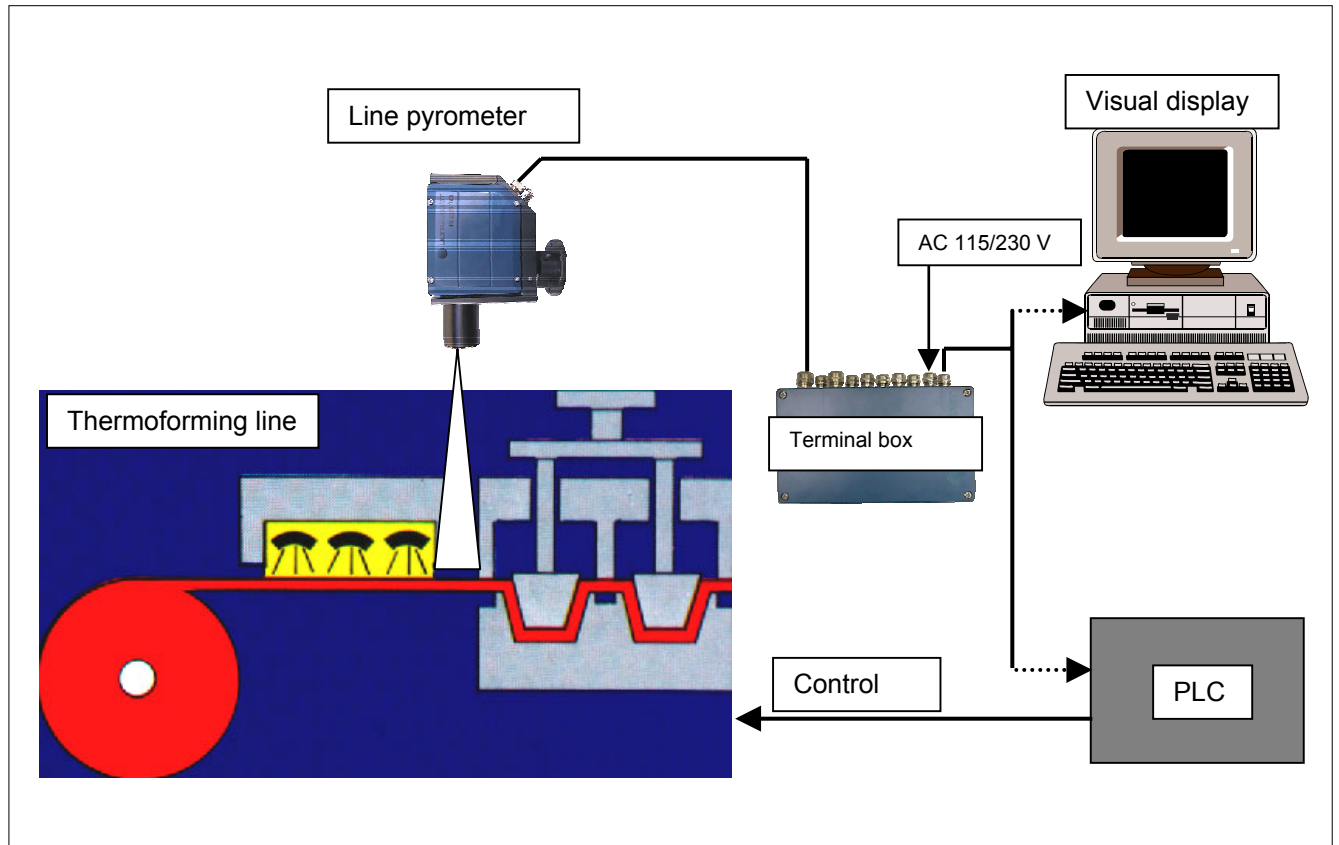 Line pyrometer
Visual display
AC 115/230 V
Thermoforming line
Terminal box
Control
PLC